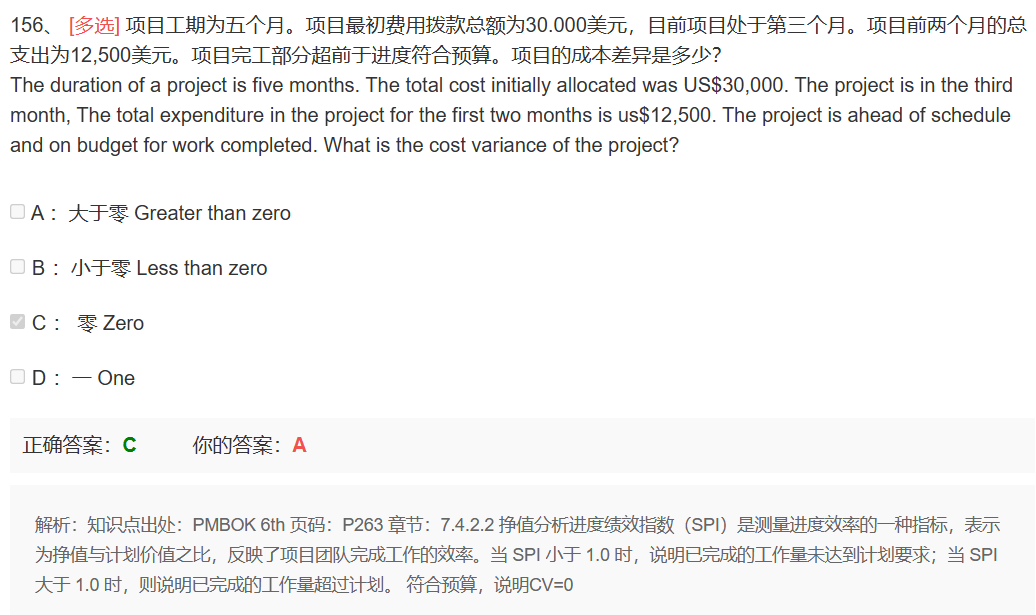 156、 [多选] 项目工期为五个月。项目最初费用拨款总额为30.000美元，目前项目处于第三个月。项目前两个月的总
支出为12,500美元。项目完工部分超前于进度符合预算。项目的成本差异是多少?
The duration of a project is five months. The total cost initially allocated was US$30,000. The project is in the third
month, The total expenditure in the project for the first two months is us$12,500. The project is ahead of schedule
and on budget for work completed. What is the cost variance of the project?
A： 大于零 Greater than zero
B： 小于零 Less than zero
C： 零 Zero
D： 一 One
正确答案：C 你的答案：A
解析：知识点出处：PMBOK 6th 页码：P263 章节：7.4.2.2 挣值分析进度绩效指数（SPI）是测量进度效率的一种指标，表示
为挣值与计划价值之比，反映了项目团队完成工作的效率。当 SPI 小于 1.0 时，说明已完成的工作量未达到计划要求；当 SPI
大于 1.0 时，则说明已完成的工作量超过计划。 符合预算，说明CV=0